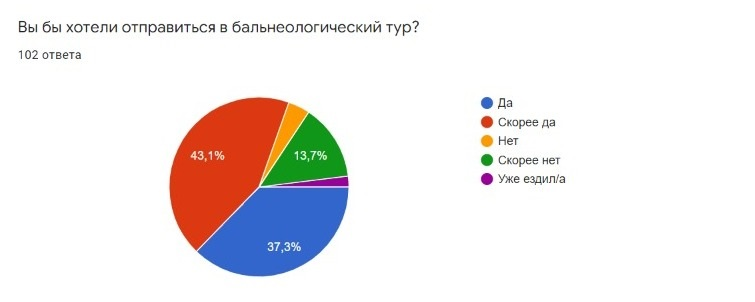 Вы бы хотели отправиться в бальнеологический тур?
102 ответа
43,1%
13,7%
37,3%
Да
Скорее да
Нет
Скорее нет
Уже ездил/а